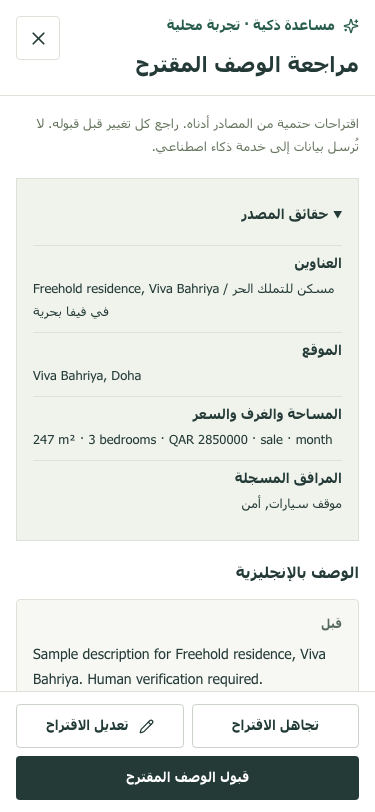 مساعدة ذكية · تجربة محلية
مراجعة الوصف المقترح
اقتراحات حتمية من المصادر أدناه. راجع كل تغيير قبل قبوله. لا
تُرسل بيانات إلى خدمة ذكاء اصطناعي.
▼ حقائق المصدر
العناوين
Freehold residence, Viva Bahriya / مسكن للتملك الحر
في فيفا بحرية
الموقع
Viva Bahriya, Doha
المساحة والغرف والسعر
247 m² · 3 bedrooms · QAR 2850000 · sale · month
المرافق المسجلة
موقف سيارات, أمن
الوصف بالإنجليزية
قبل
Sample description for Freehold residence, Viva
Bahriya. Human verification required.
تجاهل الاقتراح
تعديل الاقتراح
قبول الوصف المقترح